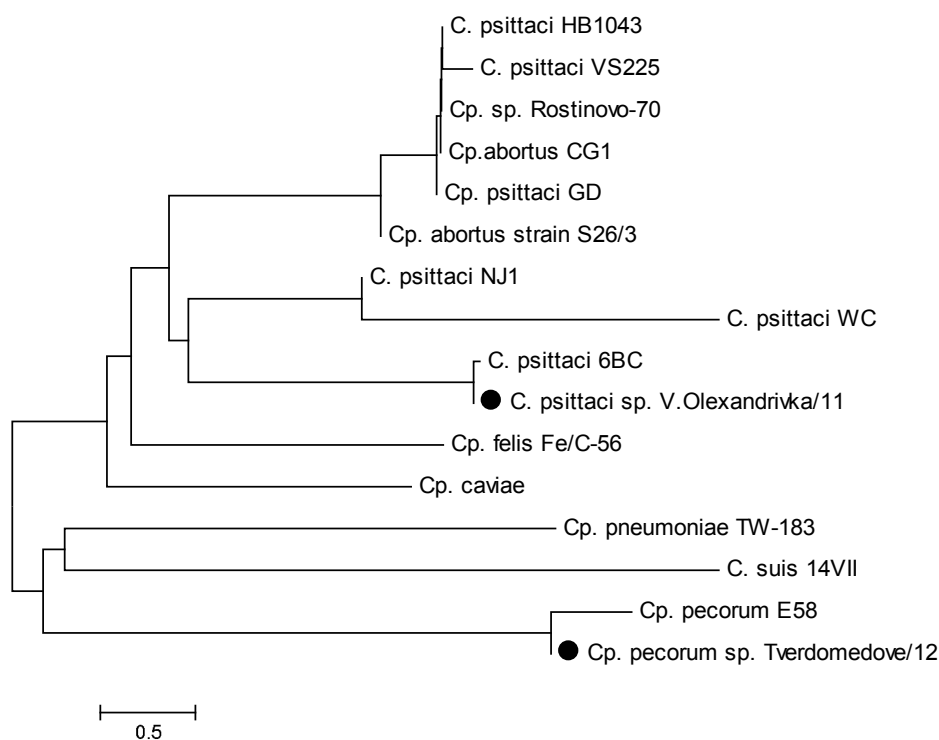 C. psittaci HB1043
C. psittaci VS225
Cp. sp. Rostinovo-70
Cp.abortus CG1
Cp. psittaci GD
Cp. abortus strain S26/3
C. psittaci NJ1
C. psittaci WC
C. psittaci 6BC
C. psittaci sp. V.Olexandrivka/11
Cp. felis Fe/C-56
Cp. caviae
Cp. pneumoniae TW-183
C. suis 14VII
Cp. pecorum E58
Cp. pecorum sp. Tverdomedove/12
0.5